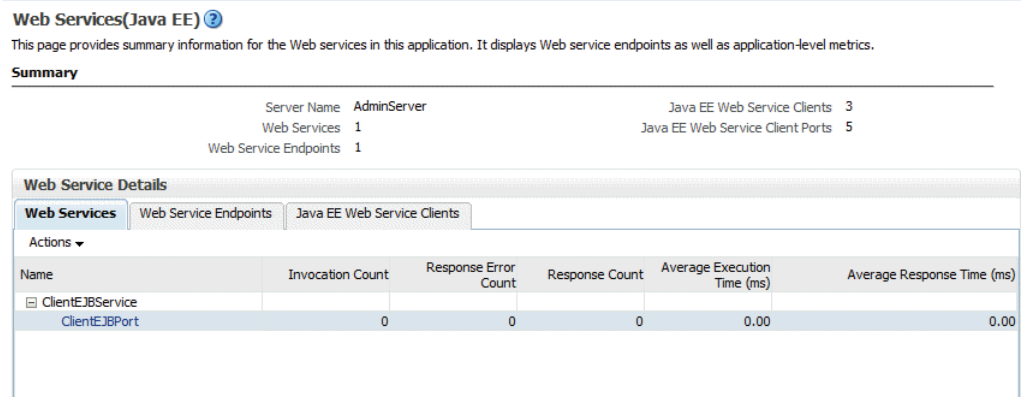 Web Services(Java EE) ?
This page provides summary information for the Web services in this application. It displays Web service endpoints as well as application-level metrics.
Summary
Server Name AdminServer Java EE Web Service Clients 3
Web Services 1 Java EE Web Service Client Ports 5
Web Service Endpoints 1
Web Service Details
Web Services Web Service Endpoints Java EE Web Service Clients
Actions
Name Invocation Count Response Error Count Response Count Average Execution Time (ms) Average Response Time (ms)
ClientEJBService
ClientEJBPort 0 0 0 0.00 0.00